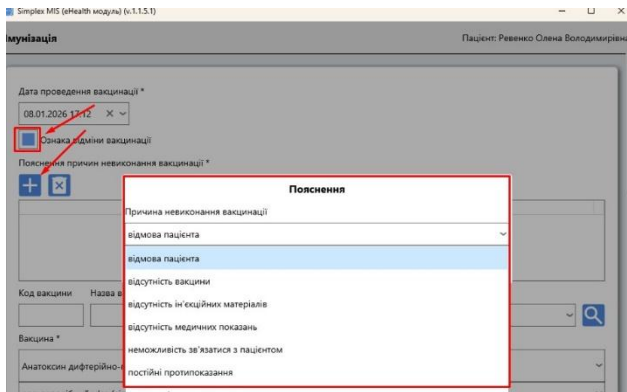 Simplex MIS (eHealth модуль) (v.1.1.5.1)
мунізація
Пацієнт: Ревенко Олена Володимирівна
Дата проведення вакцинації *
08.01.2026 17:12
Ознака відміни вакцинації
Пояснення причин невиконання вакцинації *
Пояснення
Причина невиконання вакцинації
відмова пацієнта
відмова пацієнта
відсутність вакцини
відсутність ін'єкційних матеріалів
відсутність медичних показань
неможливість зв'язатися з пацієнтом
постійні протипоказання
Код вакцини Назва в
Вакцина *
Анатоксин дифтерійно-